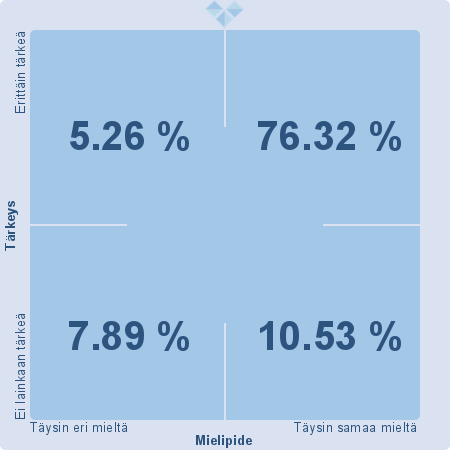 Erittäin tärkeä
5.26 %
76.32 %
Tärkeys
Ei lainkaan tärkeä
7.89 %
10.53 %
Täysin eri mieltä
Täysin samaa mieltä
Mielipide